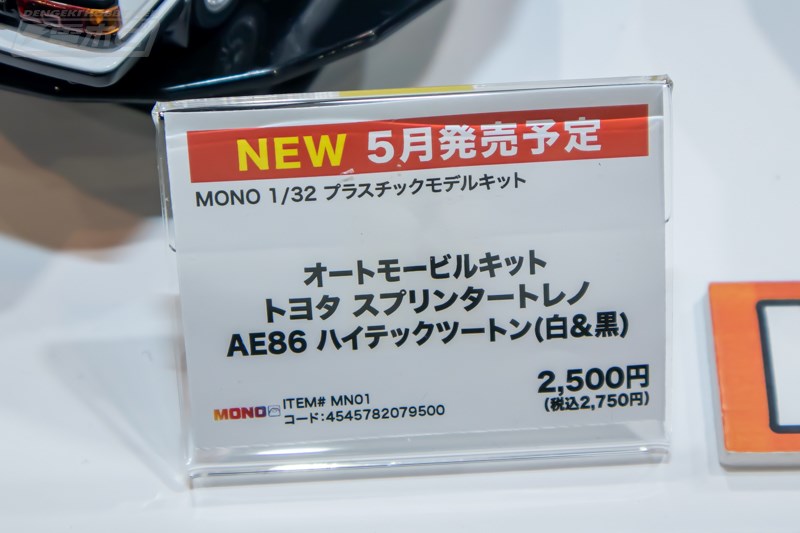 DENGEKI HOBBY
NEW 5月発売予定
MONO 1/32 プラスチックモデルキット
オートモービルキット
トヨタ スプリンタートレノ
AE86 ハイテックツートン(白&黒)
2,500円
(税込2,750円)
MONO
ITEM# MN01
コード:4545782079500